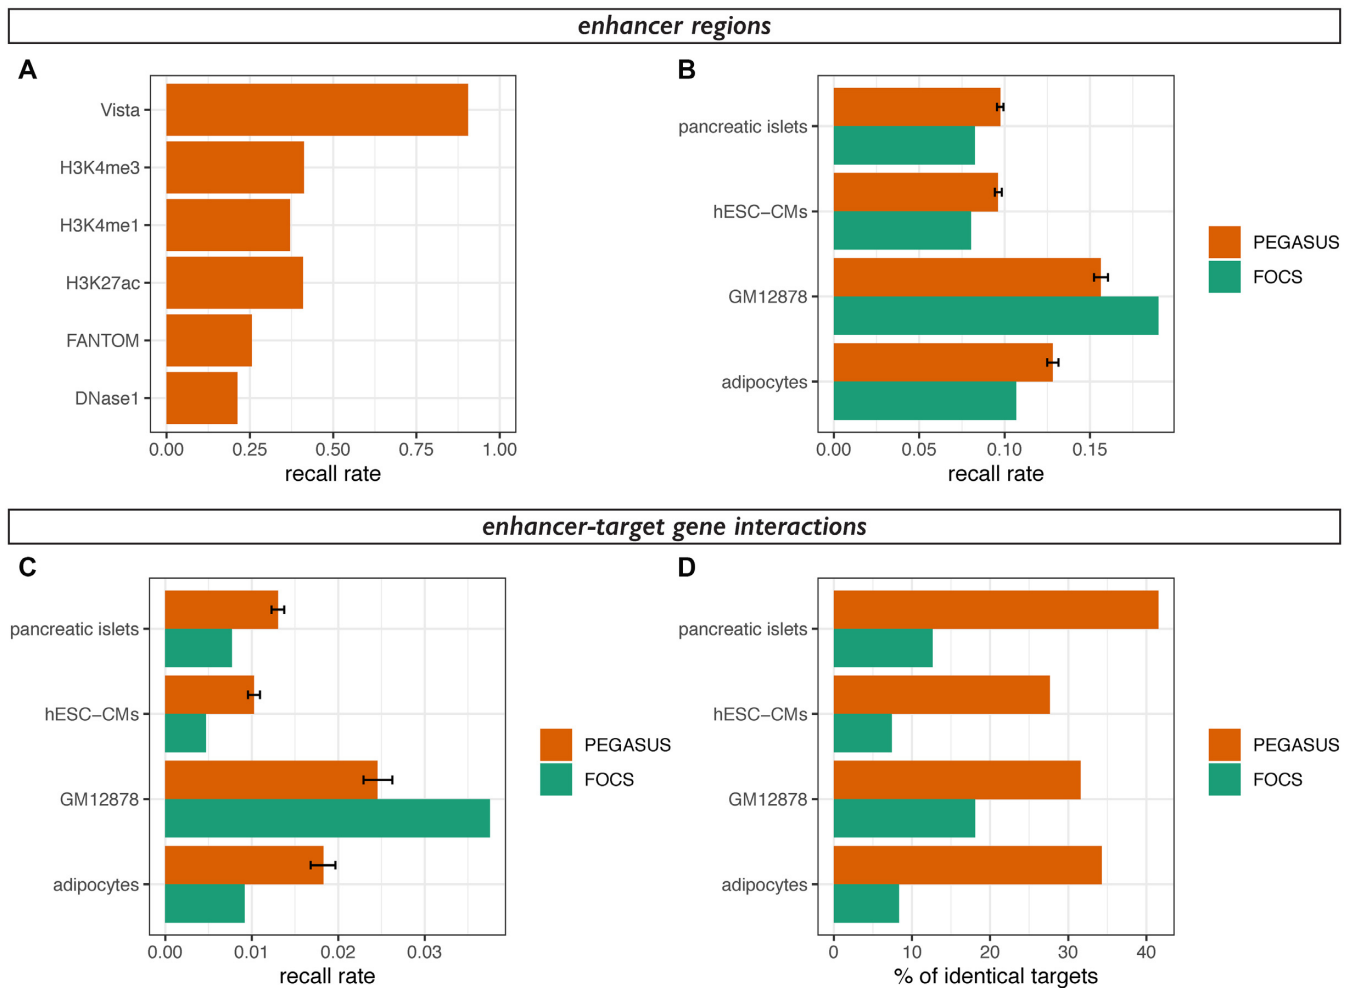 enhancer regions
A
Vista
H3K4me3
H3K4me1
H3K27ac
FANTOM
DNase1
0.00 0.25 0.50 0.75 1.00
recall rate
B
pancreatic islets
hESC−CMs
GM12878
adipocytes
0.00 0.05 0.10 0.15
recall rate
PEGASUS
FOCS
enhancer-target gene interactions
C
pancreatic islets
hESC−CMs
GM12878
adipocytes
0.00 0.01 0.02 0.03
recall rate
PEGASUS
FOCS
D
pancreatic islets
hESC−CMs
GM12878
adipocytes
0 10 20 30 40
% of identical targets
PEGASUS
FOCS